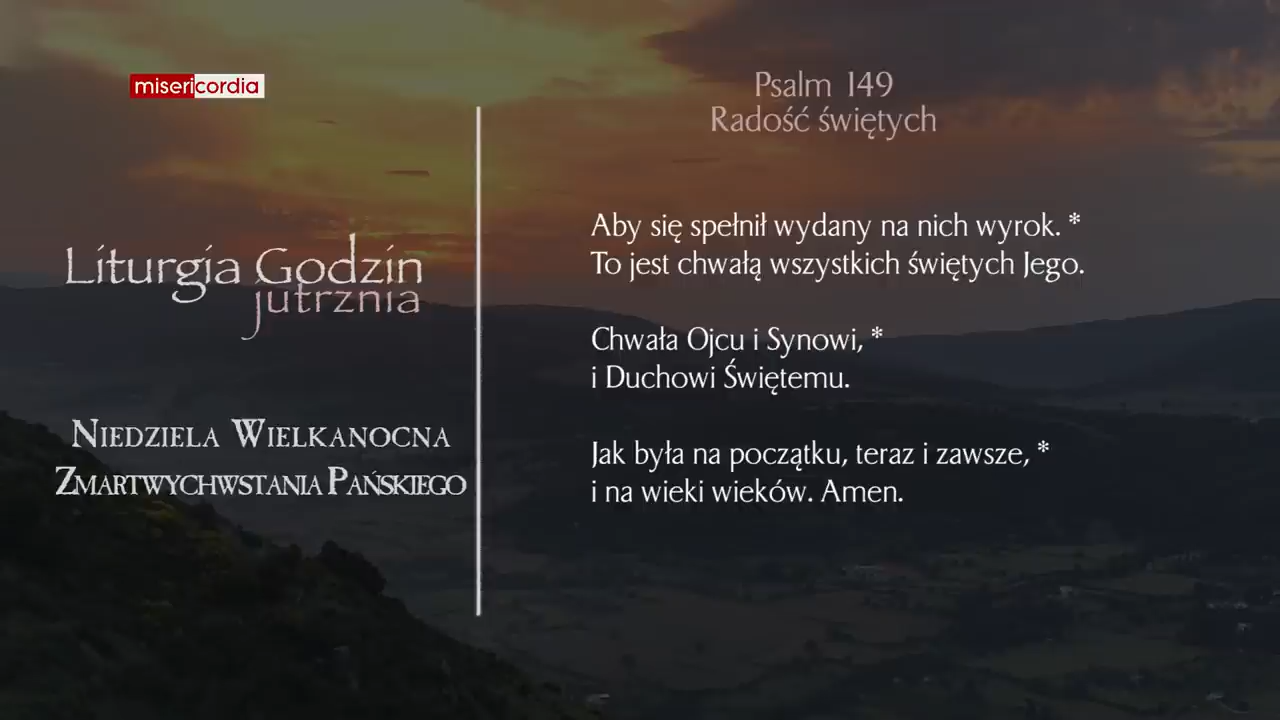 misericordia
Liturgia Godzin
jutrznia
Niedziela Wielkanocna
Zmartwychwstania Pańskiego
Psalm 149
Radość świętych
Aby się spełnił wydany na nich wyrok. *
To jest chwałą wszystkich świętych Jego.
Chwała Ojcu i Synowi, *
i Duchowi Świętemu.
Jak była na początku, teraz i zawsze, *
i na wieki wieków. Amen.